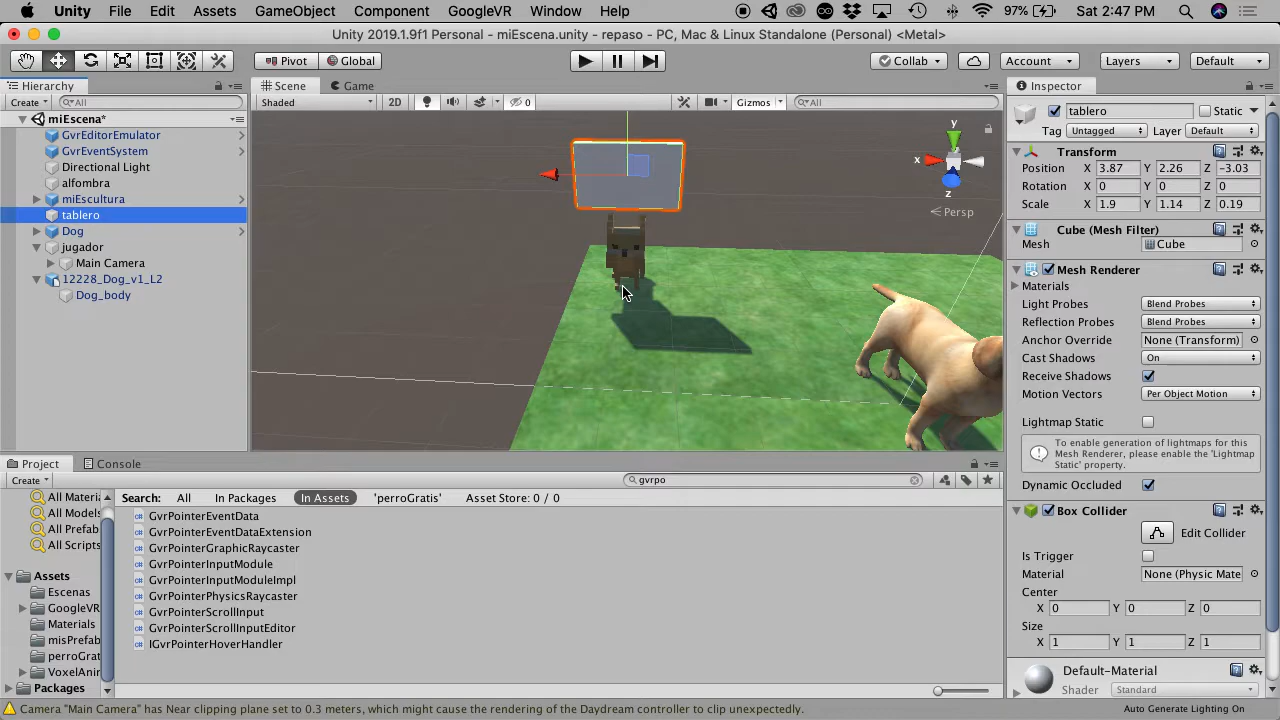 Unity File Edit Assets GameObject Component GoogleVR Window Help 97% Sat 2:47 PM
Unity 2019.1.9f1 Personal - miEscena.unity - repaso - PC, Mac & Linux Standalone (Personal) <Metal>
Pivot Global Collab Account Layers Default
Hierarchy Scene Game Inspector
Create All Shaded 2D 0 Gizmos All tablero Static
miEscena* Tag Untagged Layer Default
GvrEditorEmulator
GvrEventSystem
Directional Light
alfombra
miEscultura
tablero
Dog
jugador
Main Camera
12228_Dog_v1_L2
Dog_body
y
x
z
Persp
Transform
Position X 3.87 Y 2.26 Z -3.03
Rotation X 0 Y 0 Z 0
Scale X 1.9 Y 1.14 Z 0.19
Cube (Mesh Filter)
Mesh Cube
Mesh Renderer
Materials
Light Probes Blend Probes
Reflection Probes Blend Probes
Anchor Override None (Transform)
Cast Shadows On
Receive Shadows
Motion Vectors Per Object Motion
Lightmap Static
To enable generation of lightmaps for this
Mesh Renderer, please enable the 'Lightmap
Static' property.
Dynamic Occluded
Box Collider
Edit Collider
Is Trigger
Material None (Physic Mate
Center
X 0 Y 0 Z 0
Size
X 1 Y 1 Z 1
Default-Material
Shader Standard
Project Console
Create gvrpo
All Materia
All Models
All Prefab
All Scripts
Assets
Escenas
GoogleVR
Materials
misPrefab
perroGrati
VoxelAnin
Packages
Search: All In Packages In Assets 'perroGratis' Asset Store: 0 / 0
GvrPointerEventData
GvrPointerEventDataExtension
GvrPointerGraphicRaycaster
GvrPointerInputModule
GvrPointerInputModuleImpl
GvrPointerPhysicsRaycaster
GvrPointerScrollInput
GvrPointerScrollInputEditor
IGvrPointerHoverHandler
Camera "Main Camera" has Near clipping plane set to 0.3 meters, which might cause the rendering of the Daydream controller to clip unexpectedly.
Auto Generate Lighting On